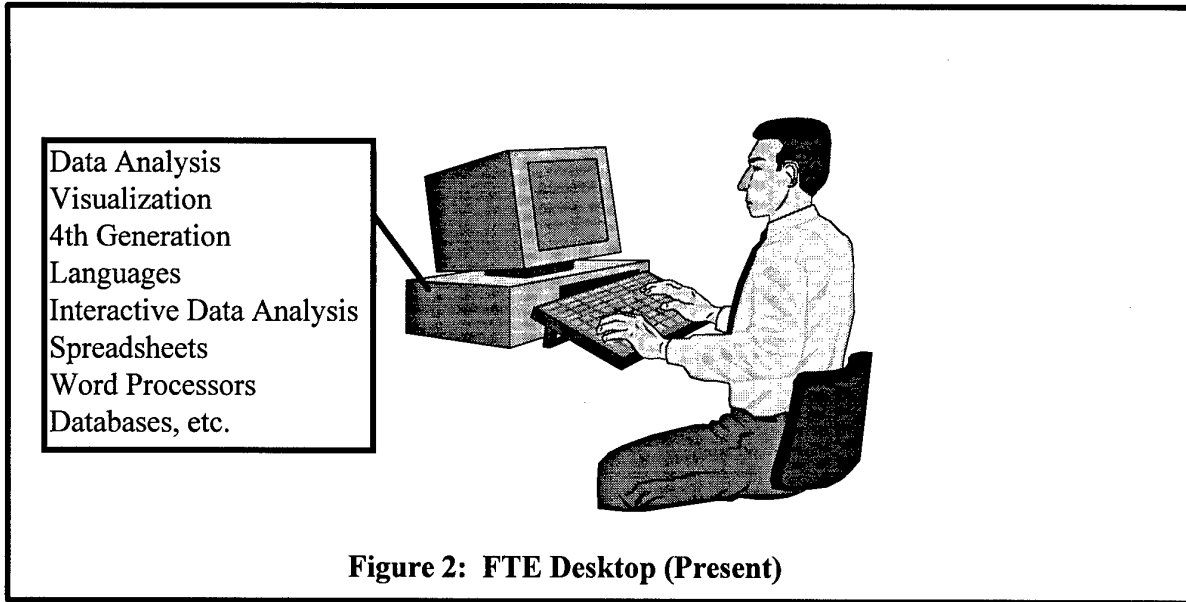 Data Analysis
Visualization
4th Generation
Languages
Interactive Data Analysis
Spreadsheets
Word Processors
Databases, etc.
Figure 2: FTE Desktop (Present)